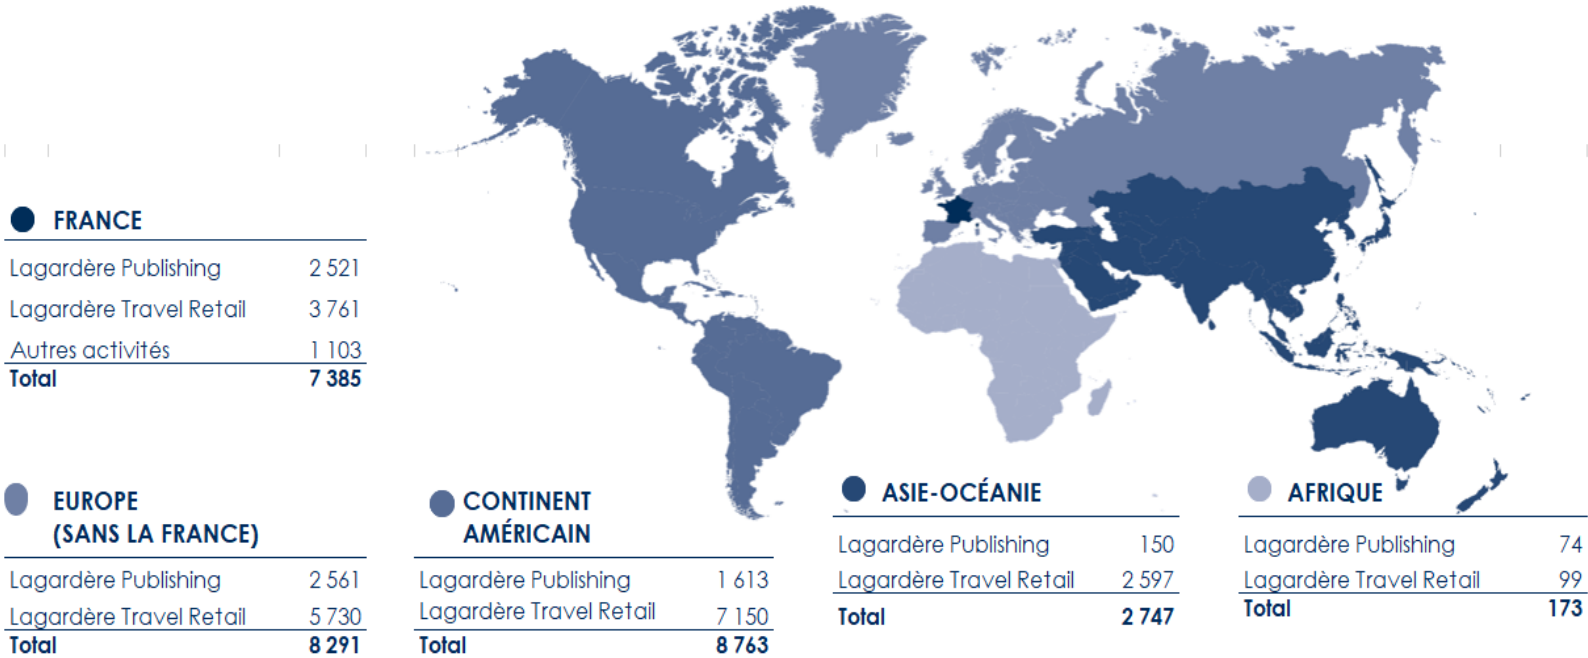 FRANCE
Lagardère Publishing 2 521
Lagardère Travel Retail 3 761
Autres activités 1 103
Total 7 385
EUROPE
(SANS LA FRANCE)
Lagardère Publishing 2 561
Lagardère Travel Retail 5 730
Total 8 291
CONTINENT
AMÉRICAIN
Lagardère Publishing 1 613
Lagardère Travel Retail 7 150
Total 8 763
ASIE-OCÉANIE
Lagardère Publishing 150
Lagardère Travel Retail 2 597
Total 2 747
AFRIQUE
Lagardère Publishing 74
Lagardère Travel Retail 99
Total 173